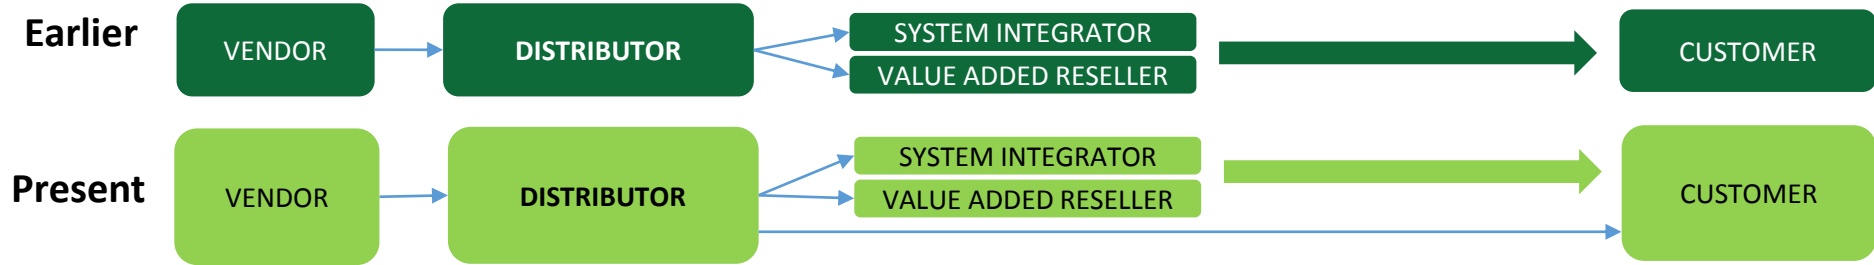 Earlier
VENDOR
DISTRIBUTOR
SYSTEM INTEGRATOR
VALUE ADDED RESELLER
CUSTOMER
Present
VENDOR
DISTRIBUTOR
SYSTEM INTEGRATOR
VALUE ADDED RESELLER
CUSTOMER